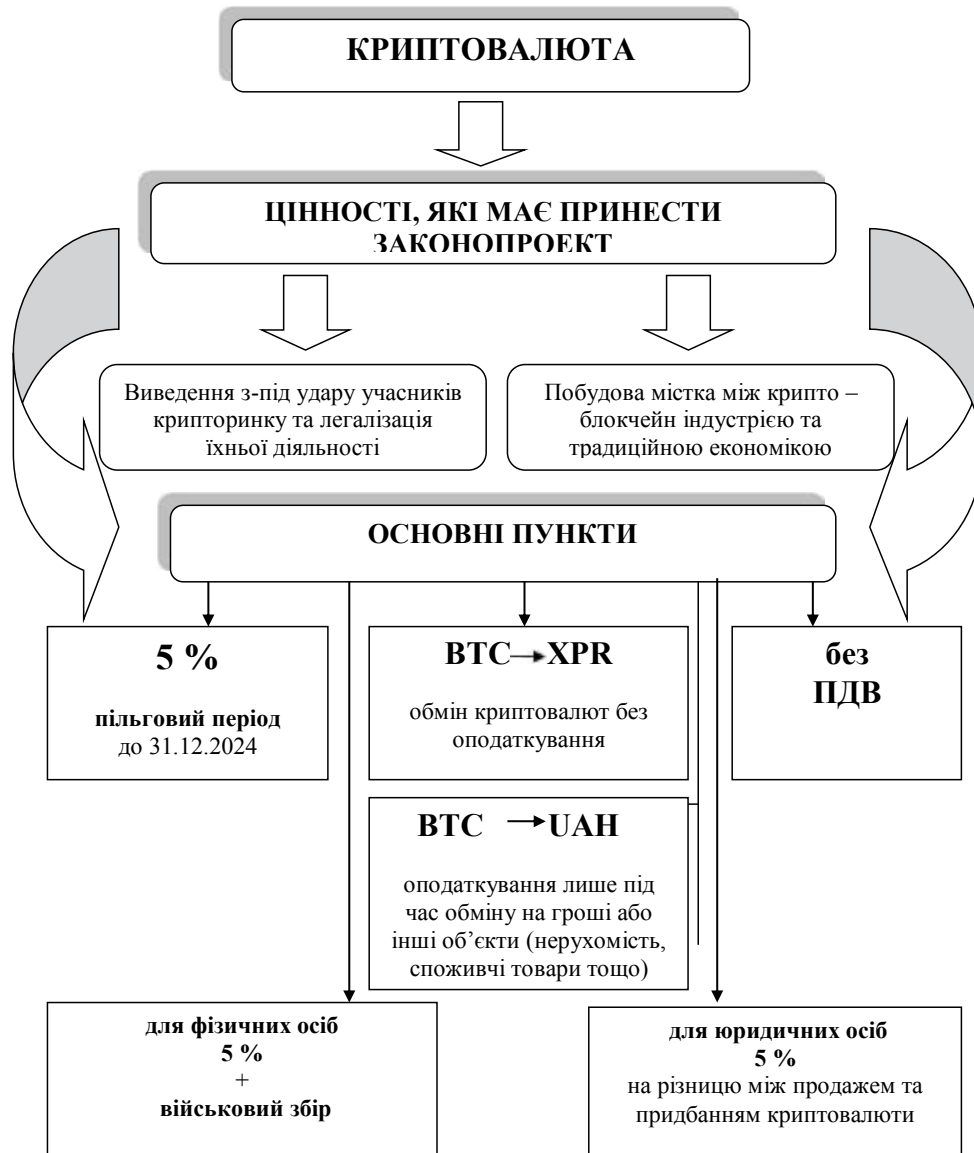 КРИПТОВАЛЮТА
ЦІННОСТІ, ЯКІ МАЄ ПРИНЕСТИ
ЗАКОНОПРОЕКТ
Виведення з-під удару учасників
крипторинку та легалізація
їхньої діяльності
Побудова містка між крипто –
блокчейн індустрією та
традиційною економікою
ОСНОВНІ ПУНКТИ
5 %
пільговий період
до 31.12.2024
BTC→XPR
обмін криптовалют без
оподаткування
без
ПДВ
BTC →UAH
оподаткування лише під
час обміну на гроші або
інші об’єкти (нерухомість,
споживчі товари тощо)
для фізичних осіб
5 %
+
військовий збір
для юридичних осіб
5 %
на різницю між продажем та
придбанням криптовалюти